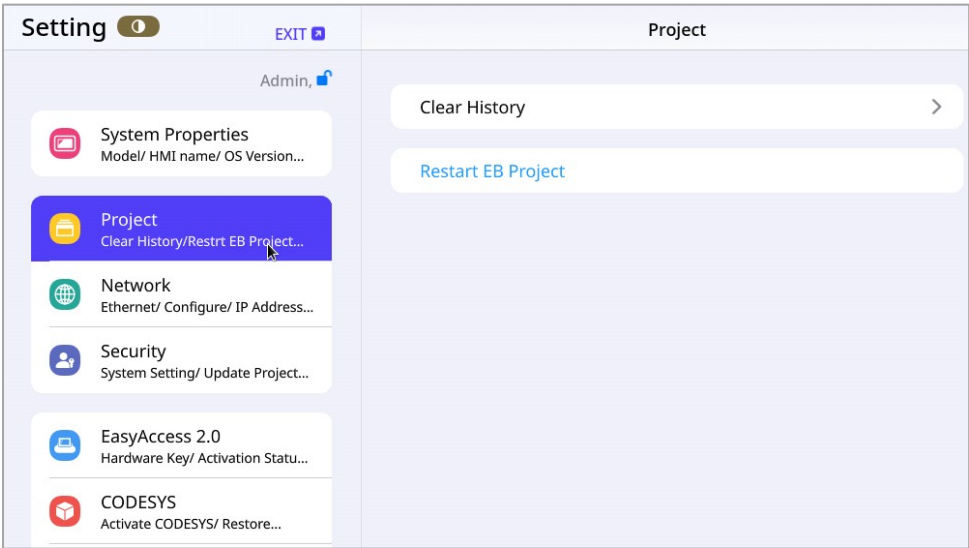 Setting
EXIT
Project
Admin,
Clear History
Restart EB Project
System Properties
Model/ HMI name/ OS Version...
Project
Clear History/Restrt EB Project...
Network
Ethernet/ Configure/ IP Address...
Security
System Setting/ Update Project...
EasyAccess 2.0
Hardware Key/ Activation Statu...
CODESYS
Activate CODESYS/ Restore...